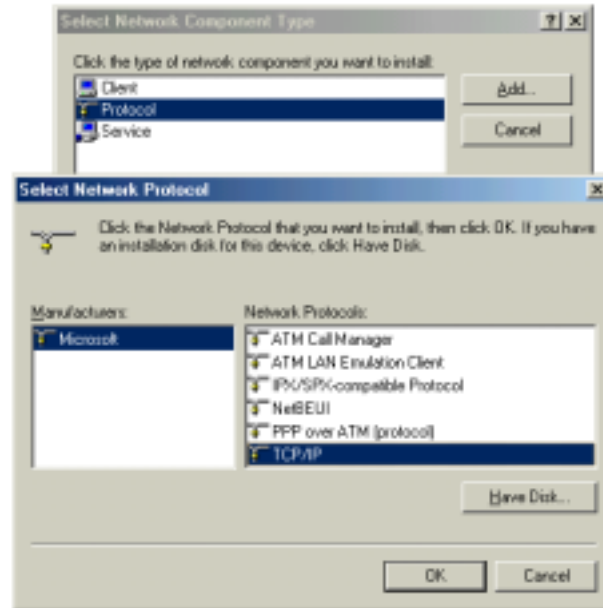 Select Network Component Type
Click the type of network component you want to install:
Client
Add...
Protocol
Service
Cancel
Select Network Protocol
Click the Network Protocol that you want to install, then click OK. If you have
an installation disk for this device, click Have Disk.
Manufacturers:
Network Protocols:
Microsoft
ATM Call Manager
ATM LAN Emulation Client
IPX/SPX-compatible Protocol
NetBEUI
PPP over ATM (protocol)
TCP/IP
Have Disk...
OK
Cancel